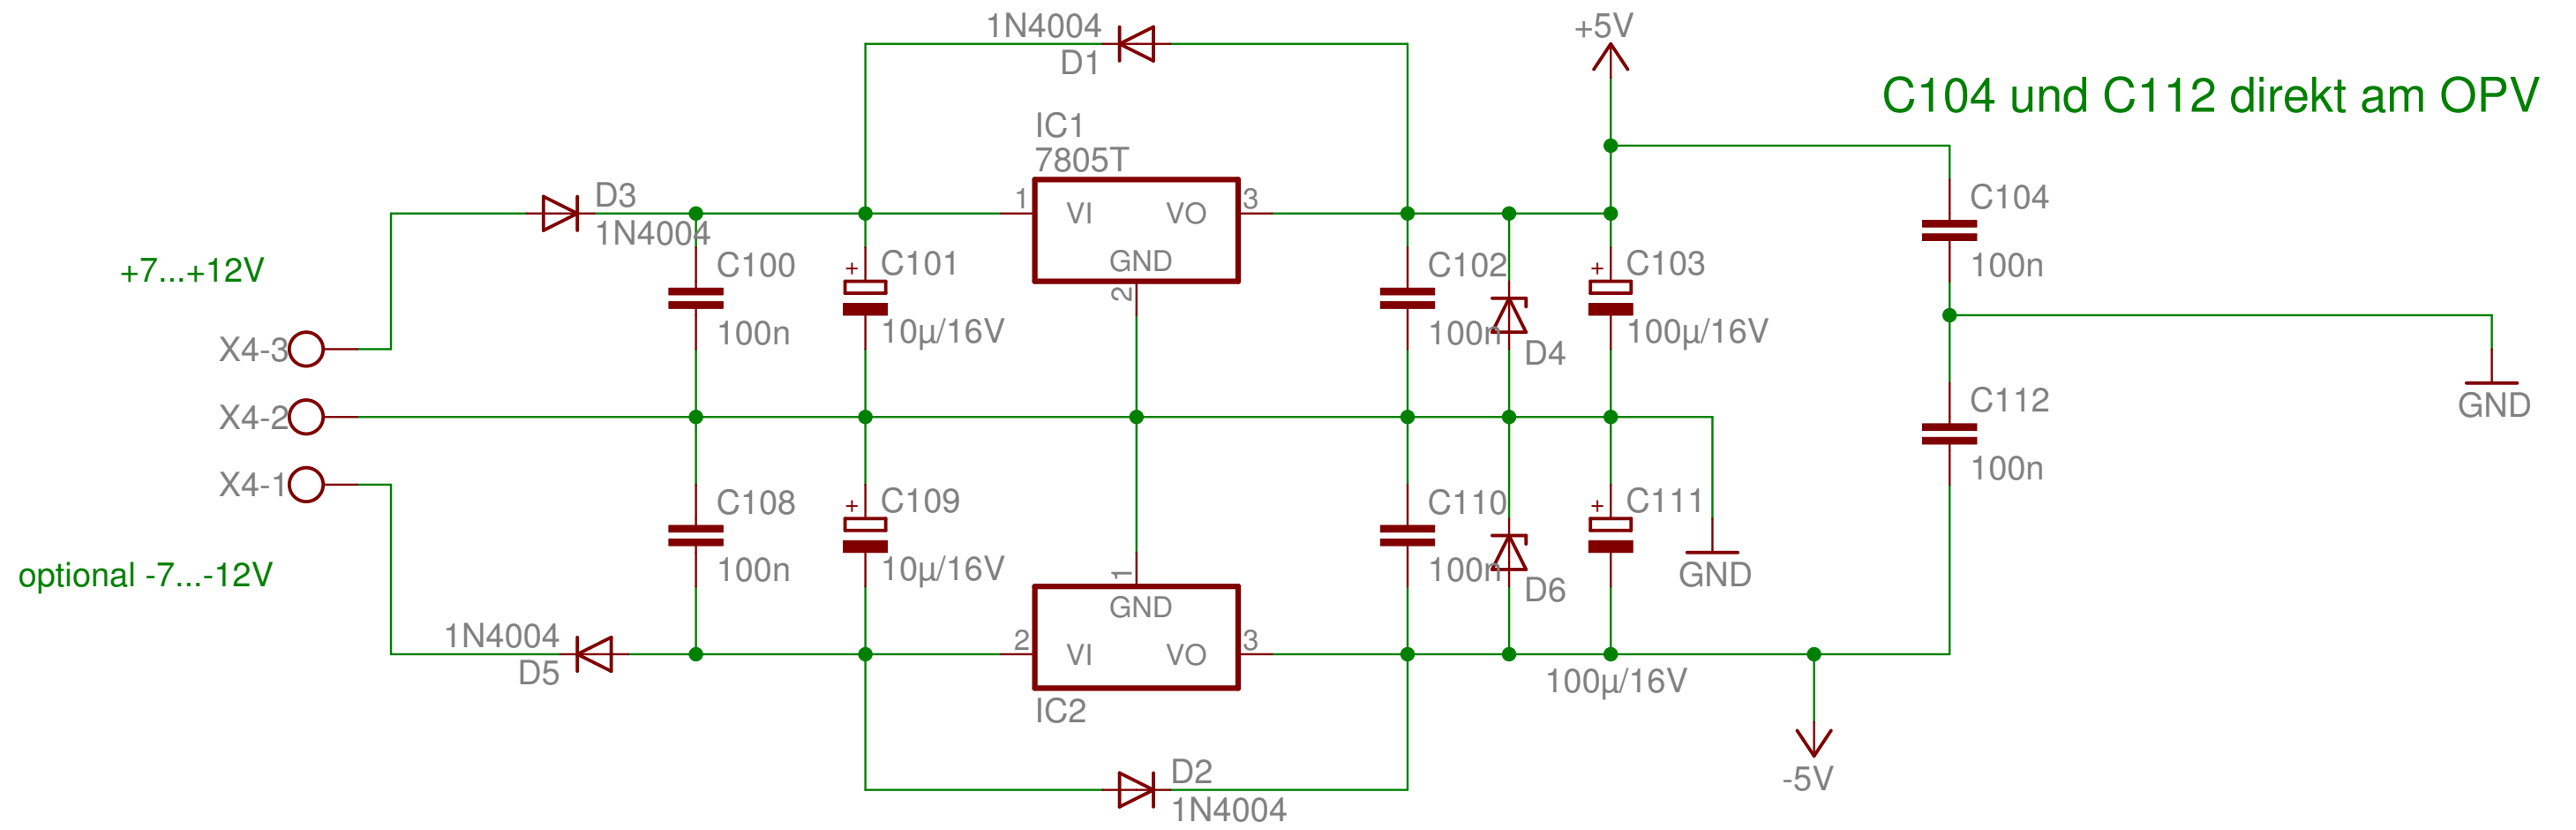 1N4004
D1
+5V
C104 und C112 direkt am OPV
IC1
7805T
D3
1N4004
1
VI
VO
3
GND
2
+7...+12V
C100
100n
+
C101
10µ/16V
C102
100n
D4
+
C103
100µ/16V
C104
100n
X4-3
X4-2
X4-1
GND
C112
100n
optional -7...-12V
C108
100n
+
C109
10µ/16V
C110
100n
D6
+
C111
100µ/16V
GND
1
GND
2
VI
VO
3
IC2
1N4004
D5
D2
1N4004
-5V